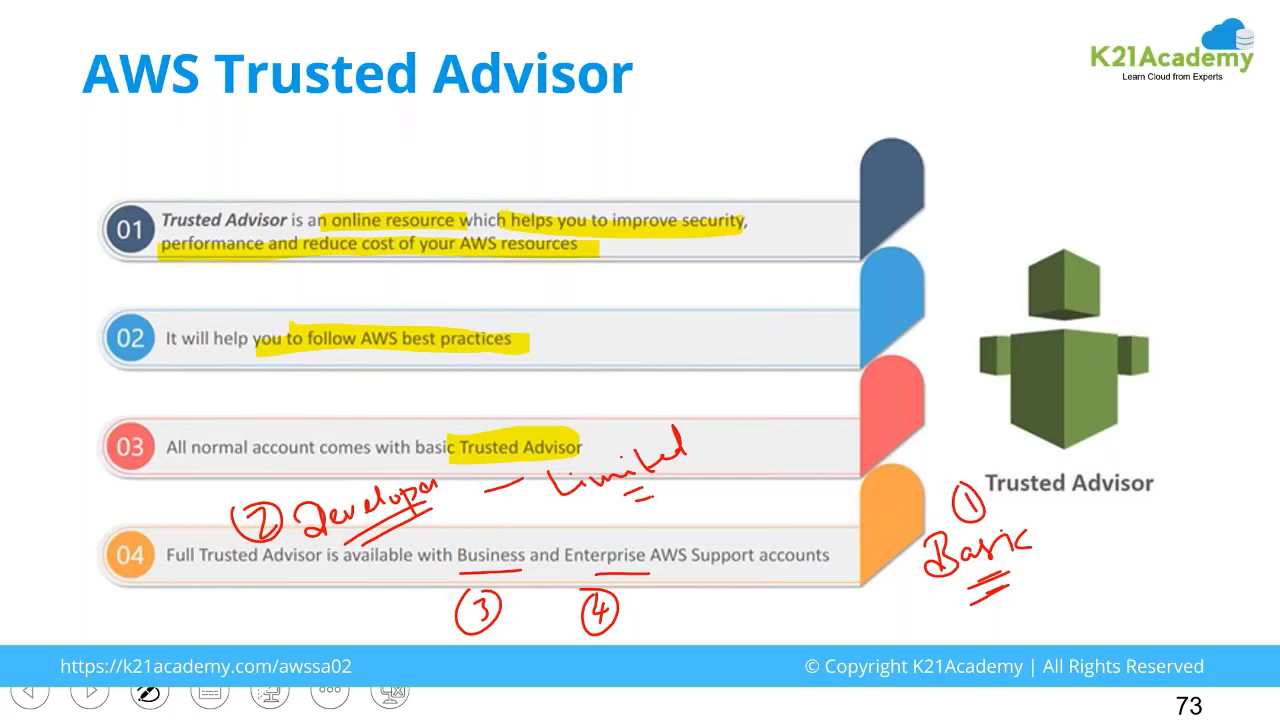 AWS Trusted Advisor
K21Academy
Learn Cloud from Experts
01
Trusted Advisor is an online resource which helps you to improve security,
performance and reduce cost of your AWS resources
02
It will help you to follow AWS best practices
03
All normal account comes with basic Trusted Advisor
② Developer — Limited
04
Full Trusted Advisor is available with Business and Enterprise AWS Support accounts
③ ④
Trusted Advisor
①
Basic
https://k21academy.com/awssa02
© Copyright K21Academy | All Rights Reserved
73